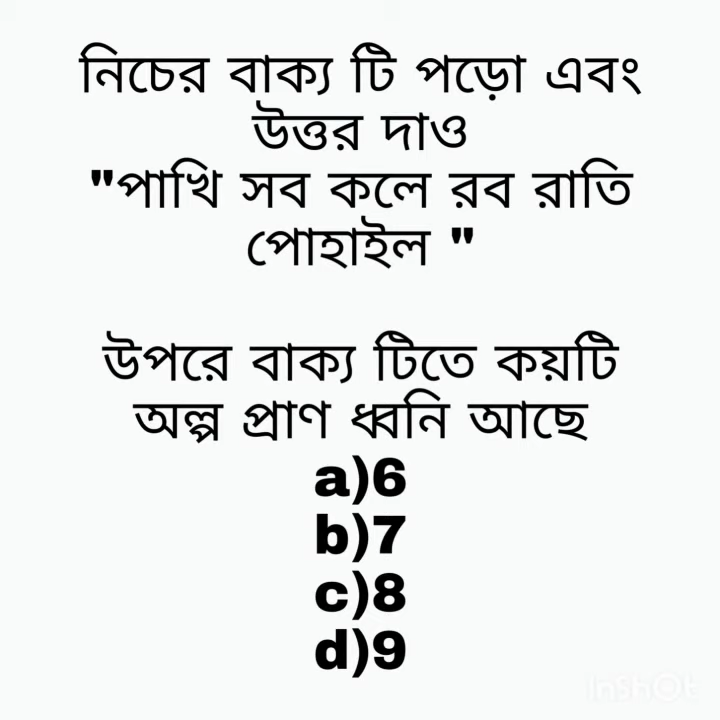 নিচের বাক্য টি পড়ো এবং
উত্তর দাও
"পাখি সব কলে রব রাতি
পোহাইল "
উপরে বাক্য টিতে কয়টি
অল্প প্রাণ ধ্বনি আছে
a)6
b)7
c)8
d)9
InShOt